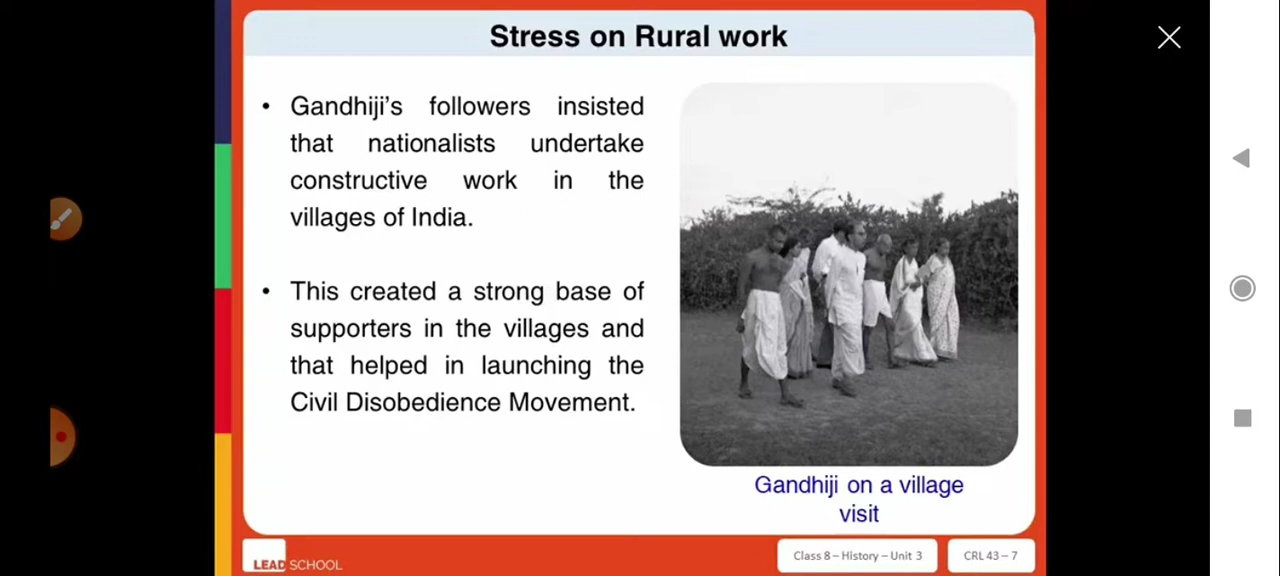 Stress on Rural work
• Gandhiji's followers insisted
that nationalists undertake
constructive work in the
villages of India.
• This created a strong base of
supporters in the villages and
that helped in launching the
Civil Disobedience Movement.
Gandhiji on a village
visit
LEAD SCHOOL
Class 8 – History – Unit 3
CRL 43 – 7